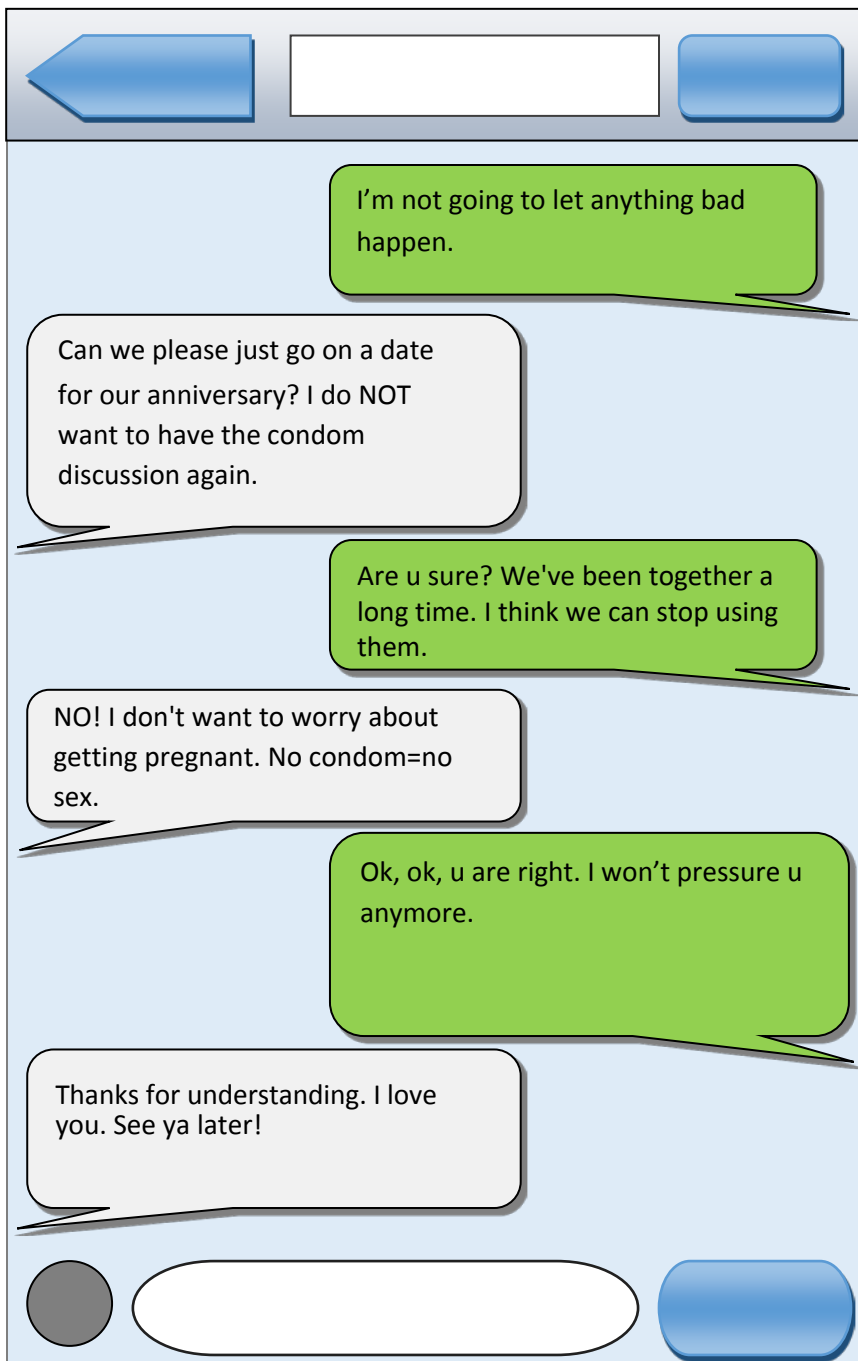 I’m not going to let anything bad
happen.
Can we please just go on a date
for our anniversary? I do NOT
want to have the condom
discussion again.
Are u sure? We've been together a
long time. I think we can stop using
them.
NO! I don't want to worry about
getting pregnant. No condom=no
sex.
Ok, ok, u are right. I won’t pressure u
anymore.
Thanks for understanding. I love
you. See ya later!